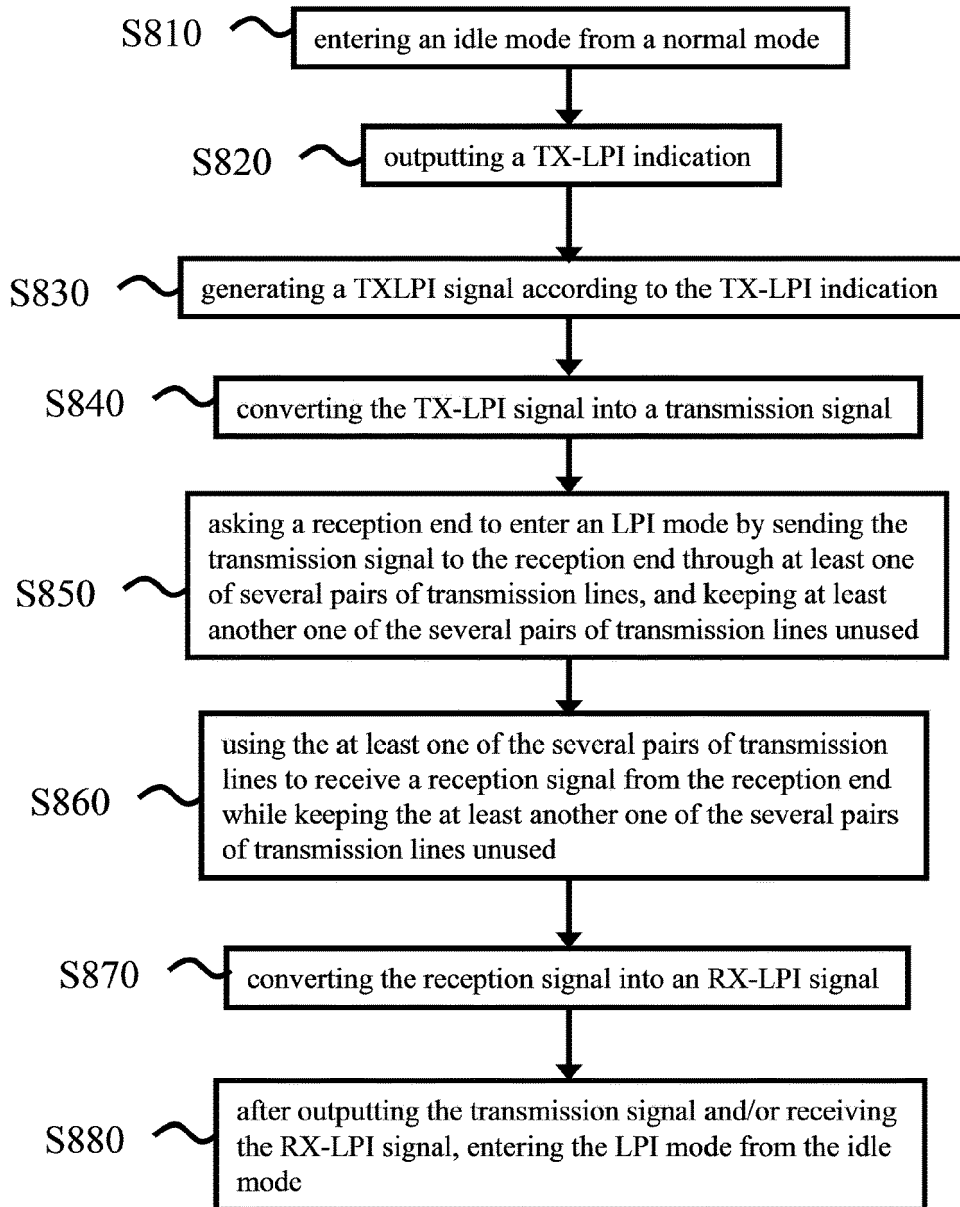 S810
entering an idle mode from a normal mode
S820
outputting a TX-LPI indication
S830
generating a TXLPI signal according to the TX-LPI indication
S840
converting the TX-LPI signal into a transmission signal
S850
asking a reception end to enter an LPI mode by sending the
transmission signal to the reception end through at least one
of several pairs of transmission lines, and keeping at least
another one of the several pairs of transmission lines unused
S860
using the at least one of the several pairs of transmission
lines to receive a reception signal from the reception end
while keeping the at least another one of the several pairs
of transmission lines unused
S870
converting the reception signal into an RX-LPI signal
S880
after outputting the transmission signal and/or receiving
the RX-LPI signal, entering the LPI mode from the idle
mode